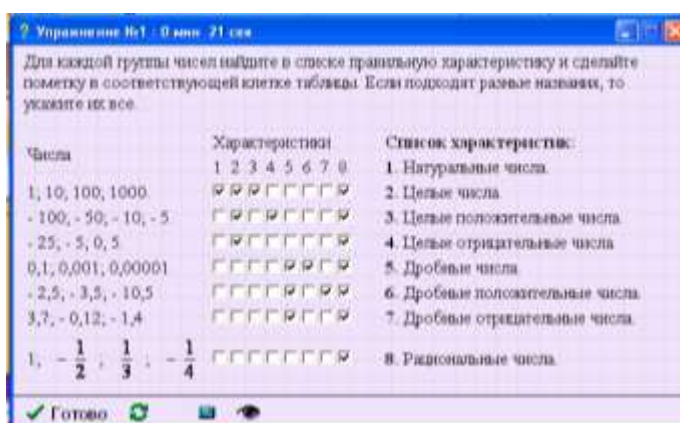 Упражнение №1 : 0 мин 21 сек
Для каждой группы чисел найдите в списке правильную характеристику и сделайте
пометку в соответствующей клетке таблицы. Если подходят разные названия, то
укажите их все.
Числа
Характеристики
1 2 3 4 5 6 7 8
1, 10, 100, 1000
- 100, - 50, - 10, - 5
- 25, - 5, 0, 5
0,1; 0,001; 0,00001
- 2,5; - 3,5; - 10,5
3,7; - 0,12; - 1,4
1, - 1/2 ; 1/3 ; - 1/4
Список характеристик:
1. Натуральные числа.
2. Целые числа.
3. Целые положительные числа.
4. Целые отрицательные числа.
5. Дробные числа.
6. Дробные положительные числа.
7. Дробные отрицательные числа.
8. Рациональные числа.
Готово